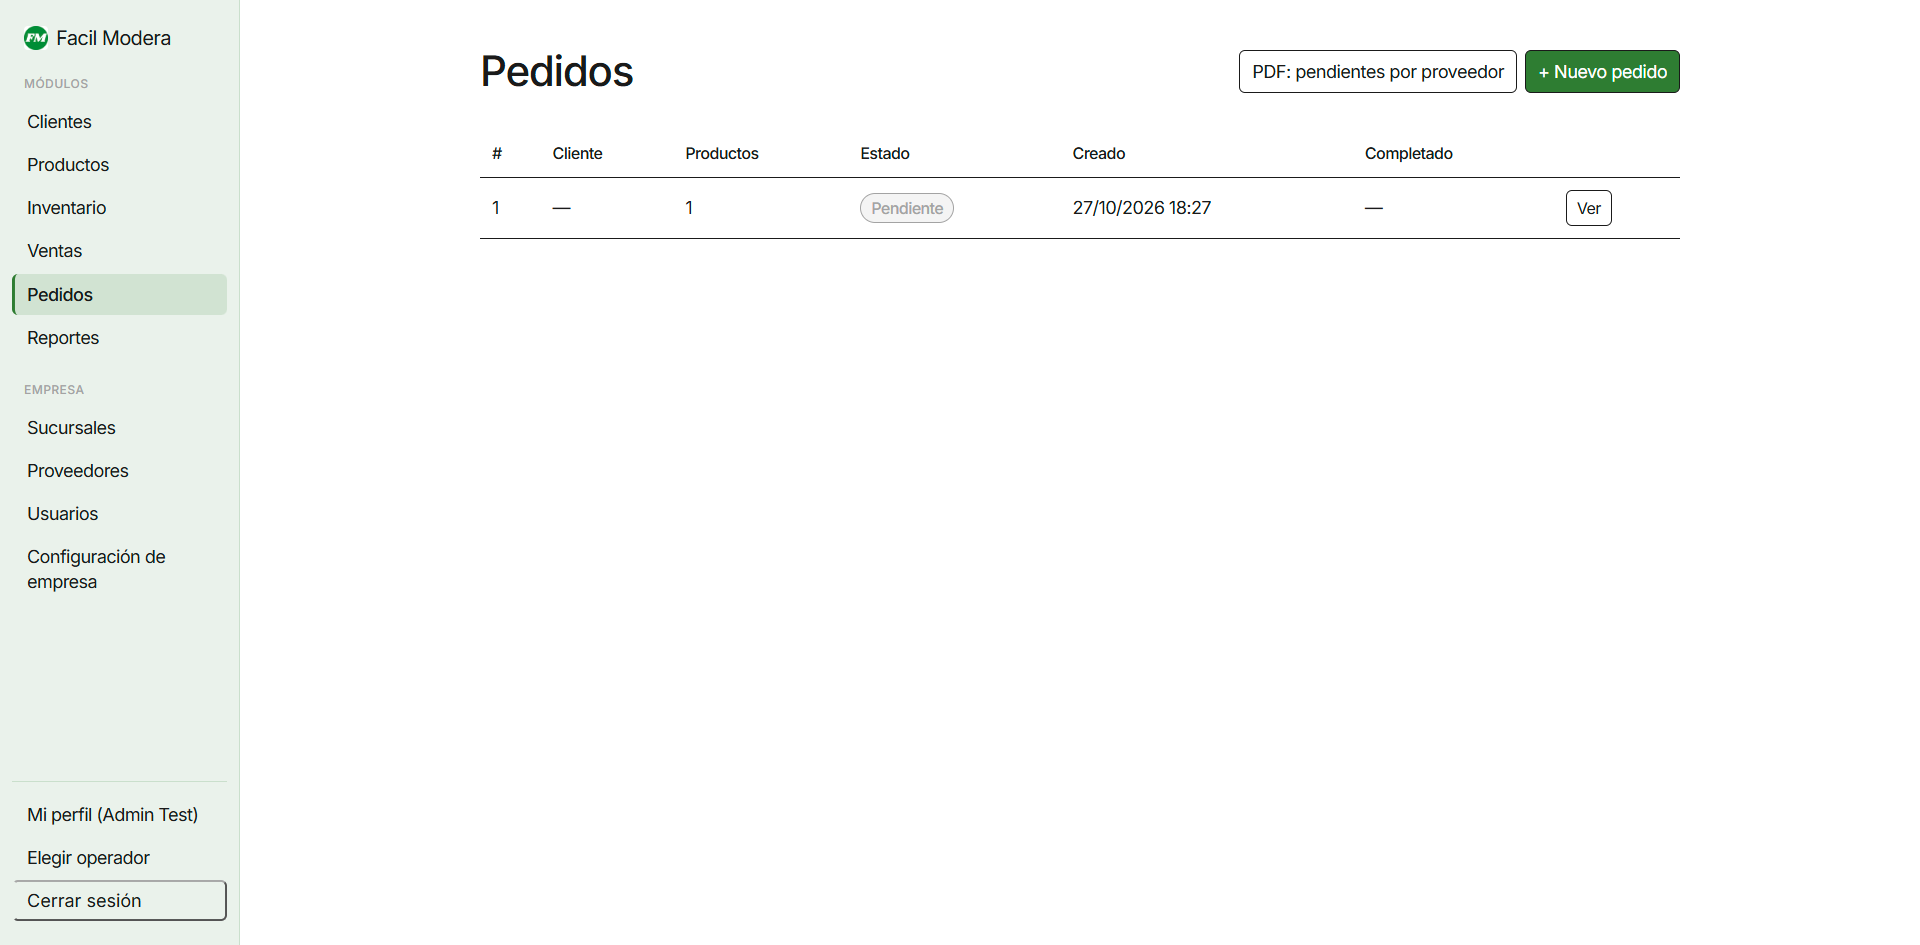 FM Facil Modera
MÓDULOS
Clientes
Productos
Inventario
Ventas
Pedidos
Reportes
EMPRESA
Sucursales
Proveedores
Usuarios
Configuración de
empresa
Mi perfil (Admin Test)
Elegir operador
Cerrar sesión
Pedidos
PDF: pendientes por proveedor
+ Nuevo pedido
# Cliente Productos Estado Creado Completado
1 — 1 Pendiente 27/10/2026 18:27 — Ver